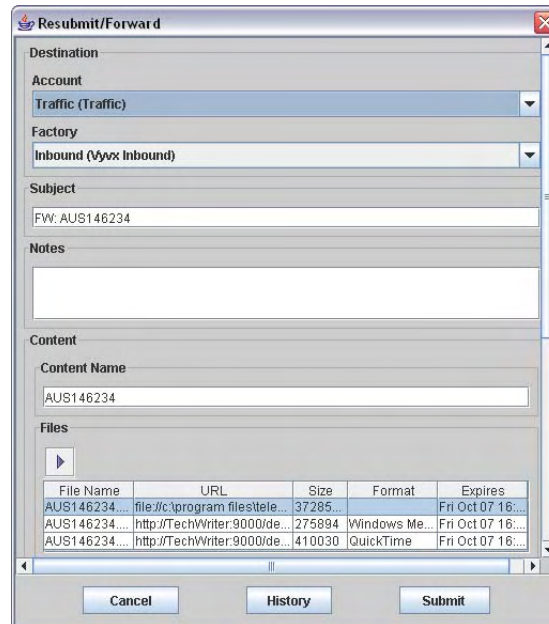 Resubmit/Forward
Destination
Account
Traffic (Traffic)
Factory
Inbound (Vyvx Inbound)
Subject
FW: AUS146234
Notes
Content
Content Name
AUS146234
Files
File Name URL Size Format Expires
AUS146234.... file://c:\program files\tele... 37285... Fri Oct 07 16:...
AUS146234.... http://TechWriter:9000/de... 275894 Windows Me... Fri Oct 07 16:...
AUS146234.... http://TechWriter:9000/de... 410030 QuickTime Fri Oct 07 16:...
Cancel History Submit